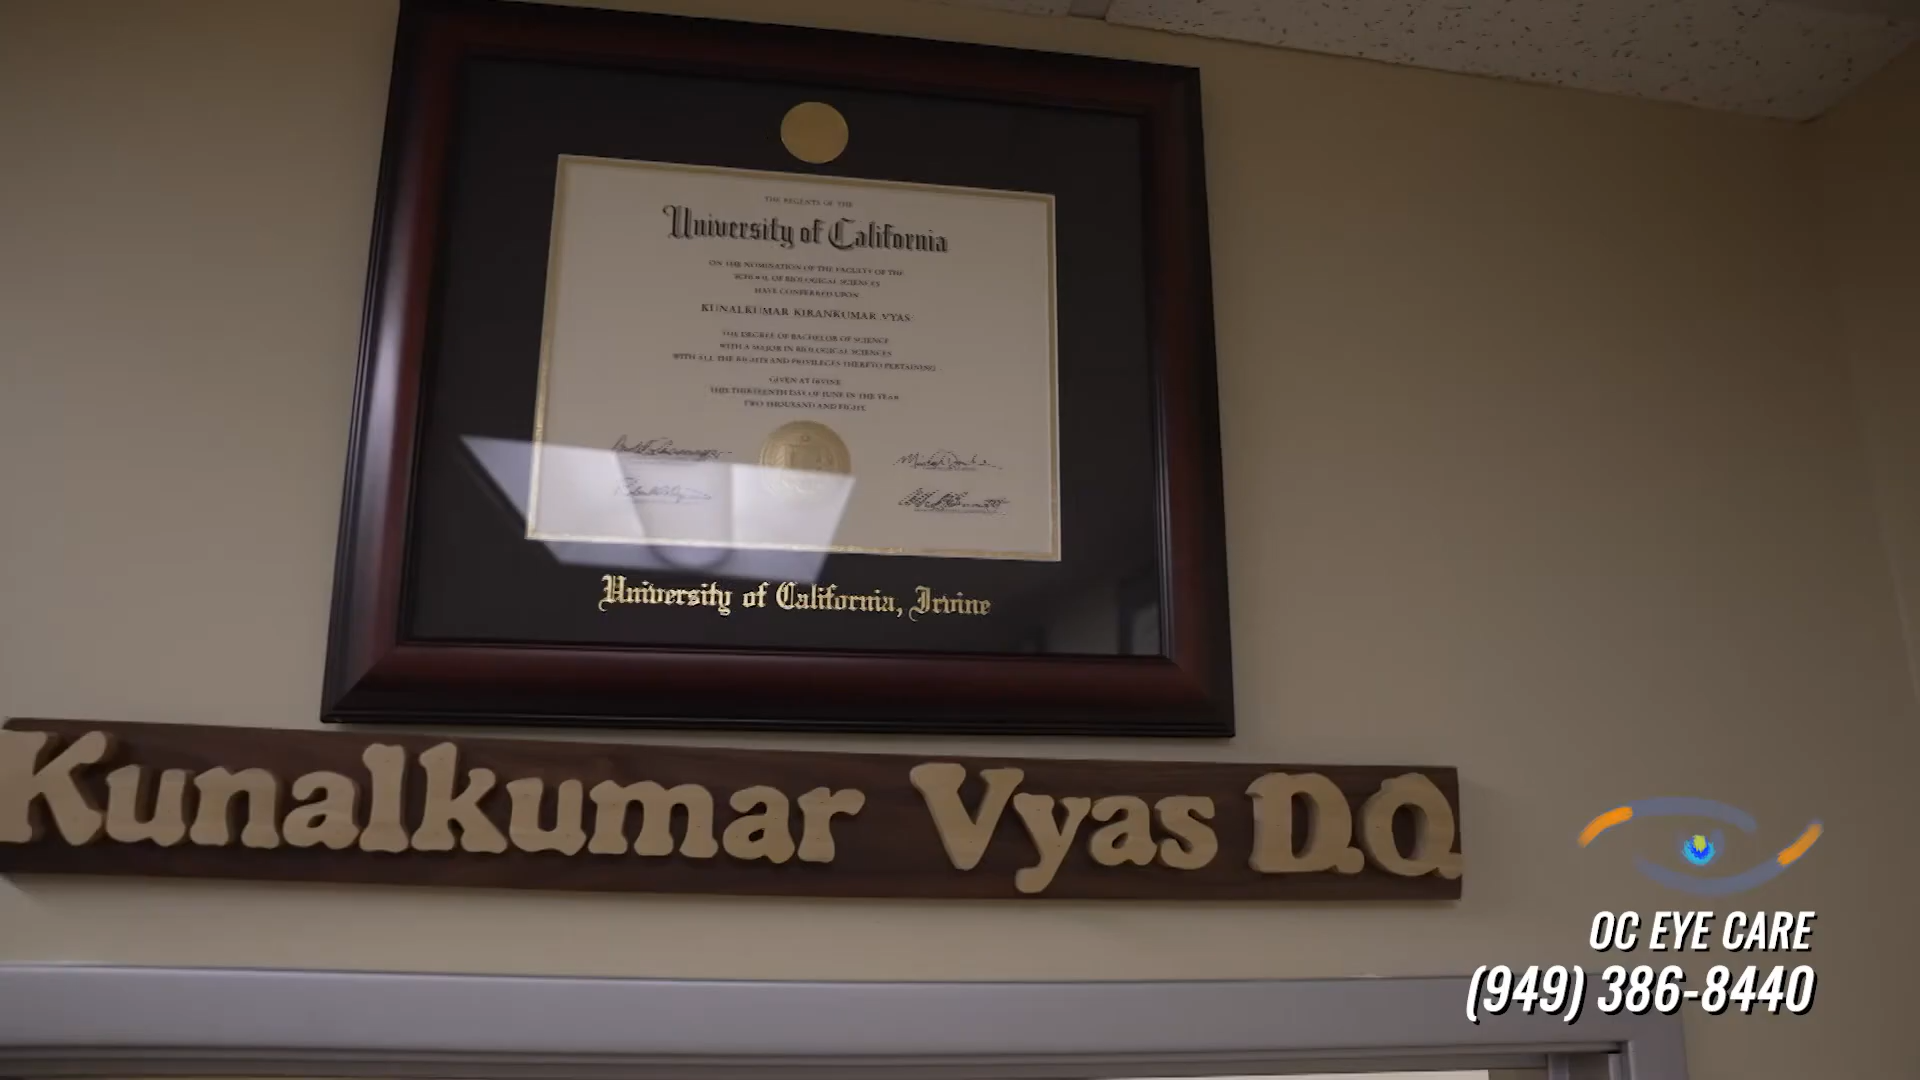 THE REGENTS OF THE
University of California
ON THE NOMINATION OF THE FACULTY OF THE
SCHOOL OF BIOLOGICAL SCIENCES
HAVE CONFERRED UPON
KUNALKUMAR KIRANKUMAR VYAS
THE DEGREE OF BACHELOR OF SCIENCE
WITH A MAJOR IN BIOLOGICAL SCIENCES
WITH ALL THE RIGHTS AND PRIVILEGES THERETO PERTAINING
GIVEN AT IRVINE
THIS THIRTEENTH DAY OF JUNE IN THE YEAR
TWO THOUSAND AND EIGHT
University of California, Irvine
Kunalkumar Vyas D.O.
OC EYE CARE
(949) 386-8440